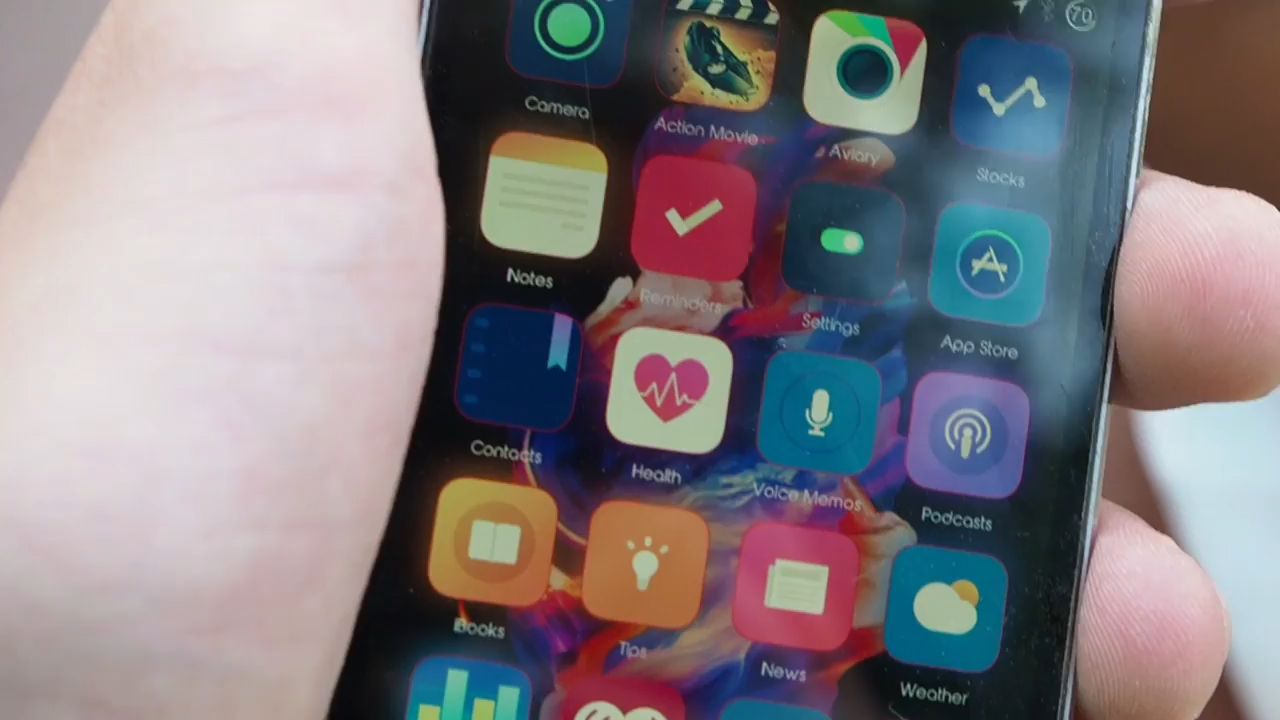 70
Camera
Action Movie
Aviary
Stocks
Notes
Reminders
Settings
App Store
Contacts
Health
Voice Memos
Podcasts
Books
Tips
News
Weather